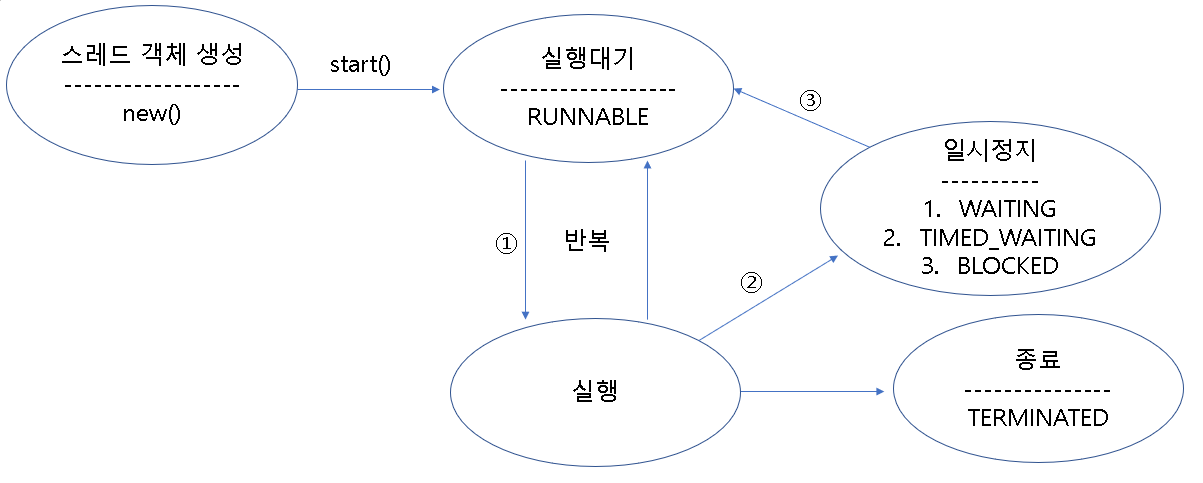 스레드 객체 생성
-------------------
new()
start()
실행대기
-------------------
RUNNABLE
③
일시정지
----------
1. WAITING
2. TIMED_WAITING
3. BLOCKED
①
반복
②
실행
종료
----------------
TERMINATED